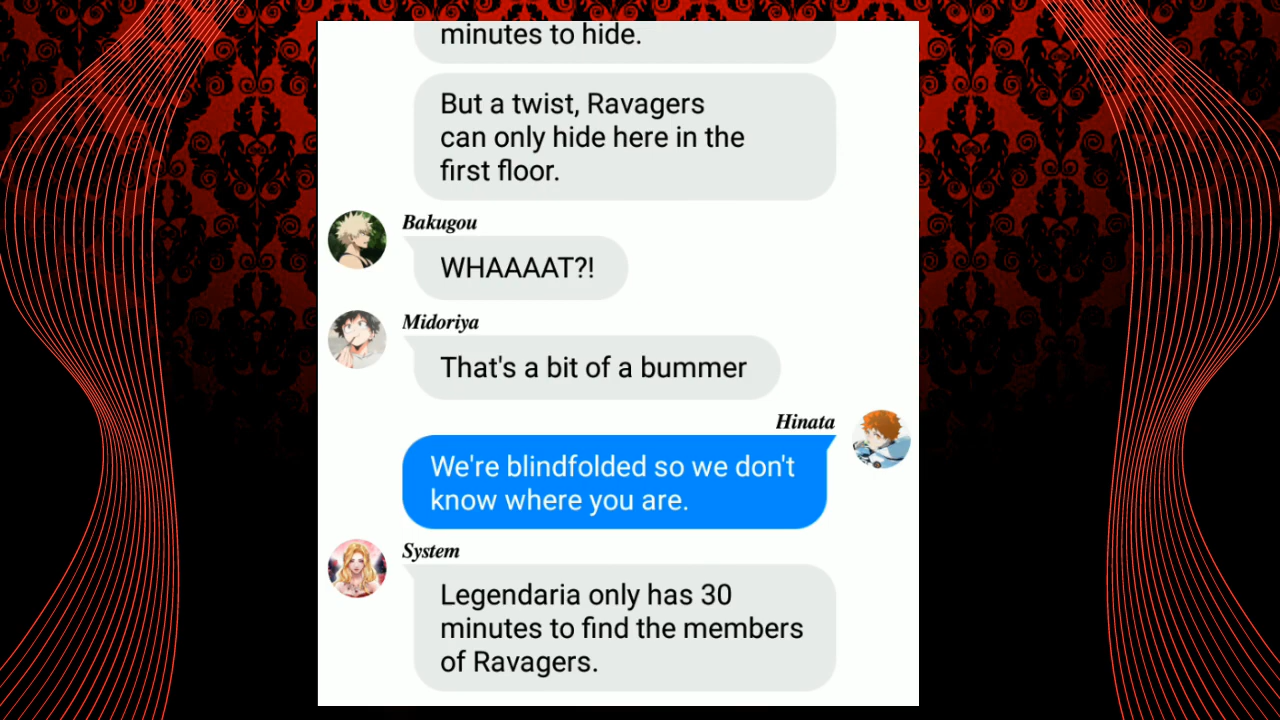 minutes to hide.
But a twist, Ravagers
can only hide here in the
first floor.
Bakugou
WHAAAAT?!
Midoriya
That's a bit of a bummer
Hinata
We're blindfolded so we don't
know where you are.
System
Legendaria only has 30
minutes to find the members
of Ravagers.